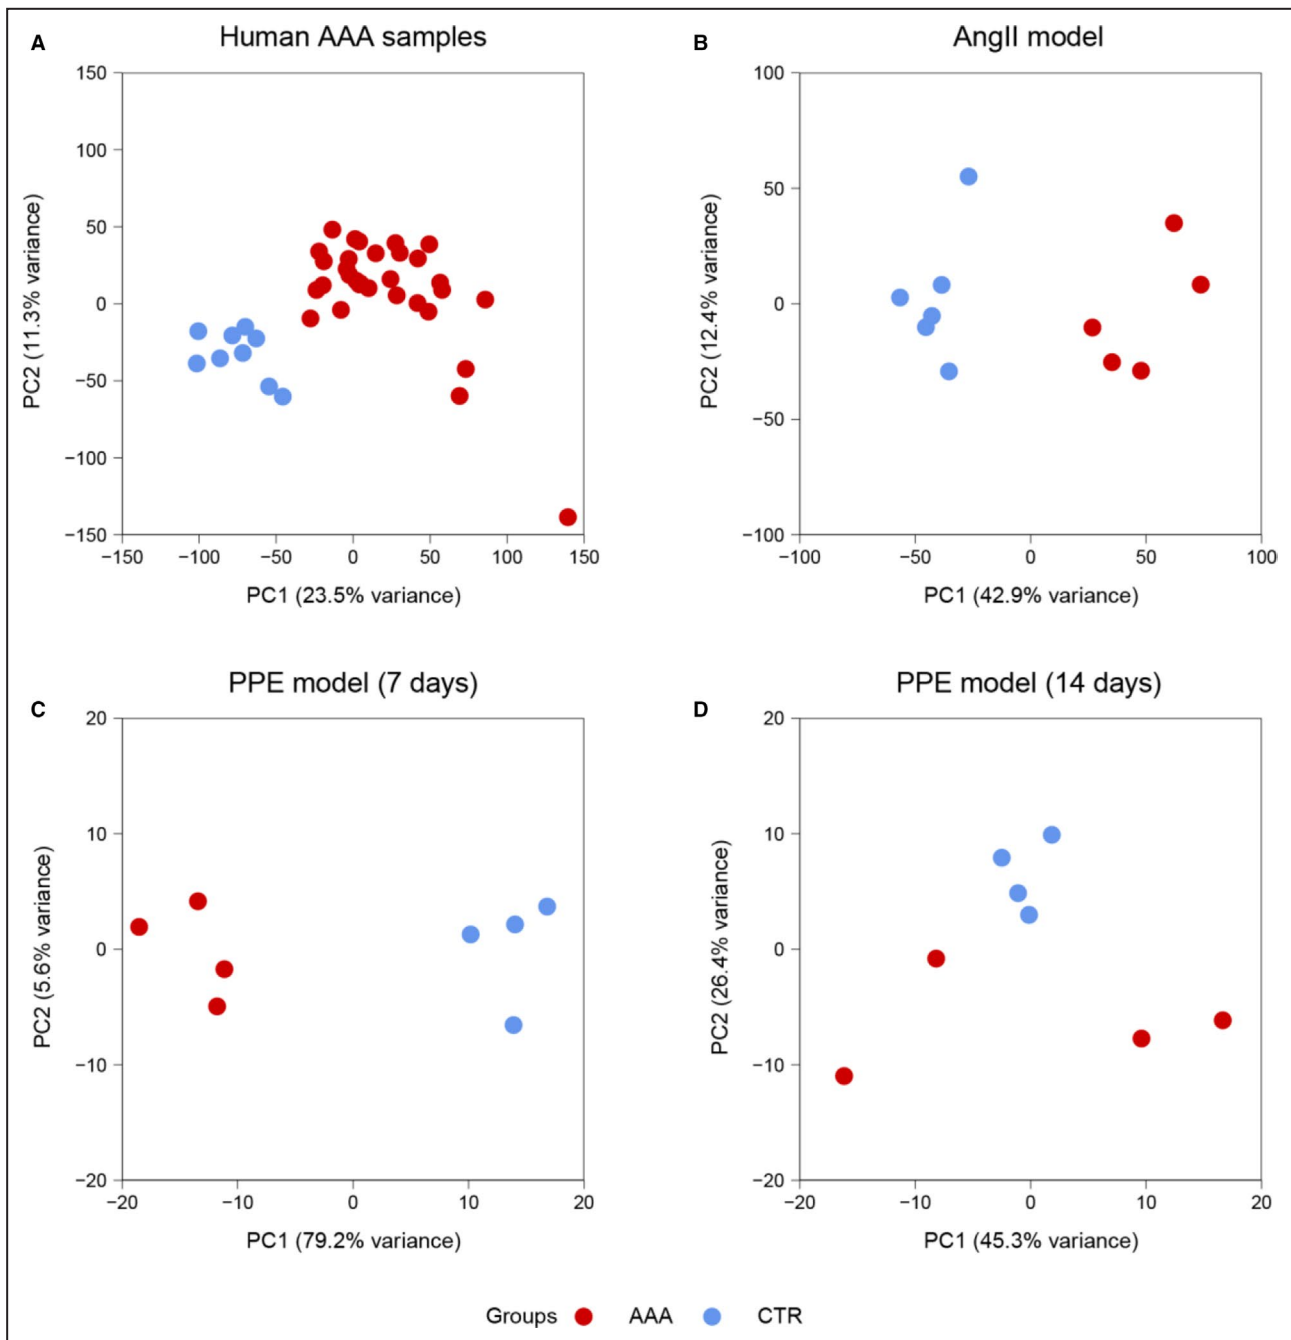 A
Human AAA samples
150
100
50
0
−50
−100
−150
−150
−100
−50
0
50
100
150
PC2 (11.3% variance)
PC1 (23.5% variance)
B
AngII model
100
50
0
−50
−100
−100
−50
0
50
100
PC2 (12.4% variance)
PC1 (42.9% variance)
C
PPE model (7 days)
20
10
0
−10
−20
−20
−10
0
10
20
PC2 (5.6% variance)
PC1 (79.2% variance)
D
PPE model (14 days)
20
10
0
−10
−20
−20
−10
0
10
20
PC2 (26.4% variance)
PC1 (45.3% variance)
Groups AAA CTR